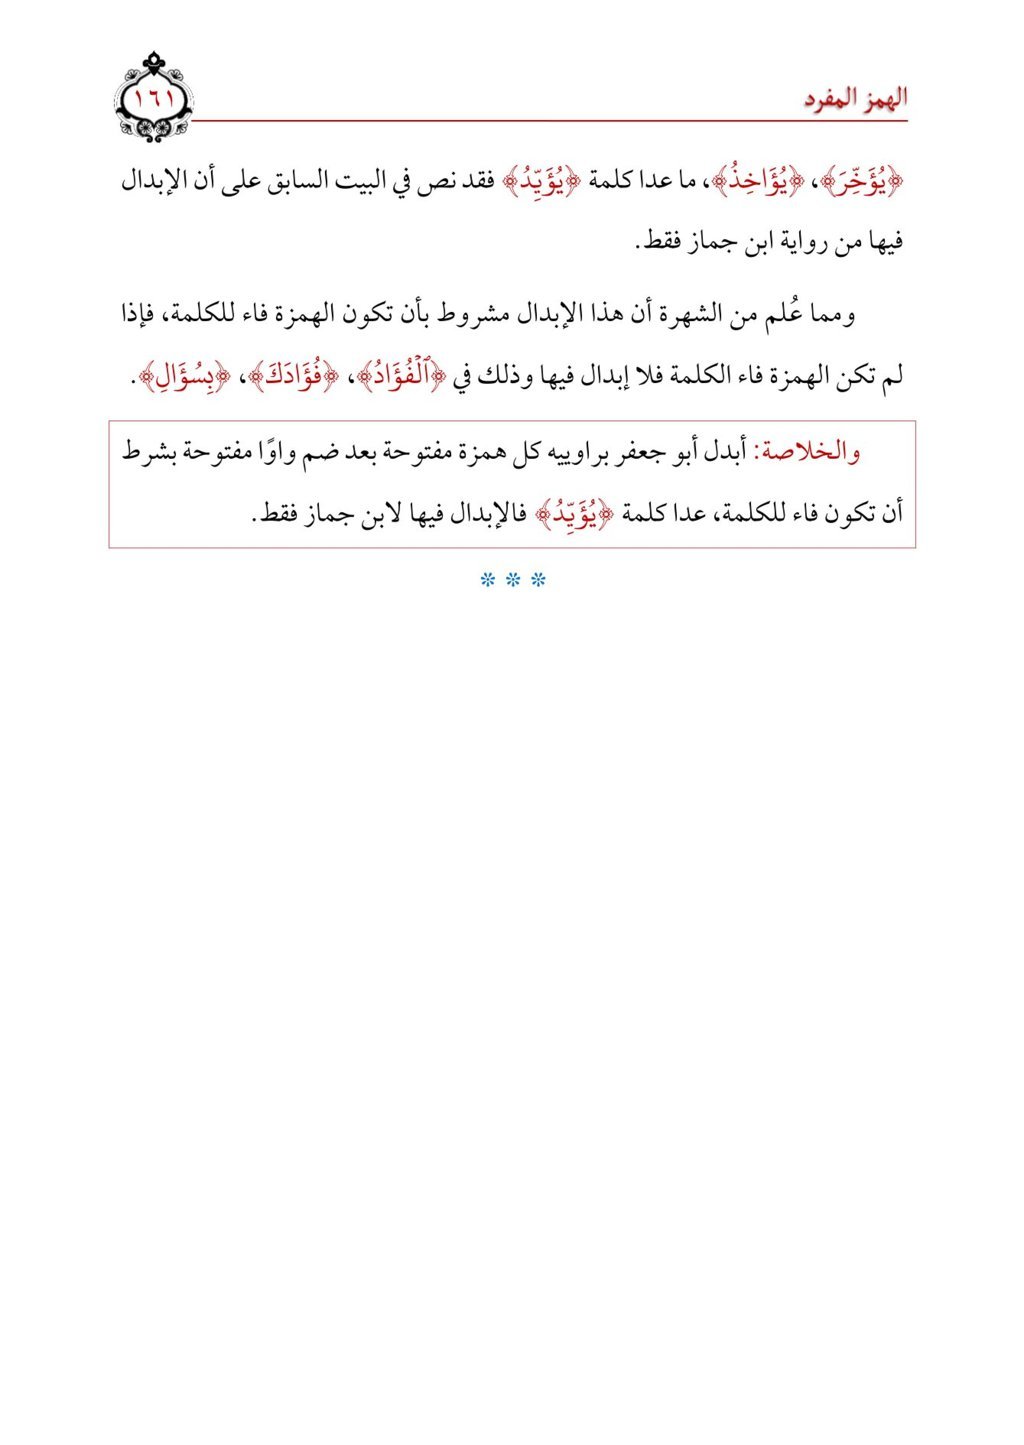 الهمز المفرد
١٦١
﴿يُؤَخِّرَ﴾، ﴿يُؤَاخِذُ﴾، ما عدا كلمة ﴿يُؤَيِّدُ﴾ فقد نص في البيت السابق على أن الإبدال
فيها من رواية ابن جماز فقط.
ومما عُلم من الشهرة أن هذا الإبدال مشروط بأن تكون الهمزة فاء للكلمة، فإذا
لم تكن الهمزة فاء الكلمة فلا إبدال فيها وذلك في ﴿ٱلۡفُؤَادُ﴾، ﴿فُؤَادَكَ﴾، ﴿بِسُؤَالِ﴾.
والخلاصة: أبدل أبو جعفر براوييه كل همزة مفتوحة بعد ضم واوًا مفتوحة بشرط
أن تكون فاء للكلمة، عدا كلمة ﴿يُؤَيِّدُ﴾ فالإبدال فيها لابن جماز فقط.
* * *